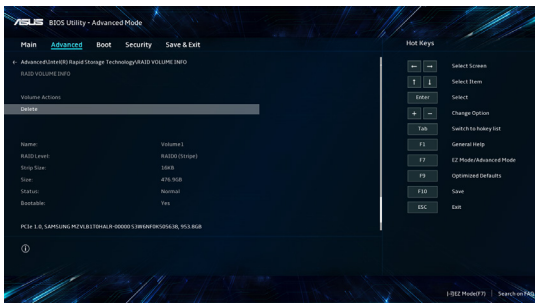 ASUS BIOS Utility - Advanced Mode
Main Advanced Boot Security Save & Exit
← Advanced\Intel(R) Rapid Storage Technology\RAID VOLUME INFO
RAID VOLUME INFO
Volume Actions
Delete
Name: Volume1
RAID Level: RAID0 (Stripe)
Strip Size: 16KB
Size: 476.9GB
Status: Normal
Bootable: Yes
PCIe 1.0, SAMSUNG MZVLB1T0HALR-00000 S3W6NF0K505638, 953.8GB
Hot Keys
← → Select Screen
↑ ↓ Select Item
Enter Select
+ - Change Option
Tab Switch to hokey list
F1 General Help
F7 EZ Mode/Advanced Mode
F9 Optimized Defaults
F10 Save
ESC Exit
EZ Mode(F7) | Search on FAQ